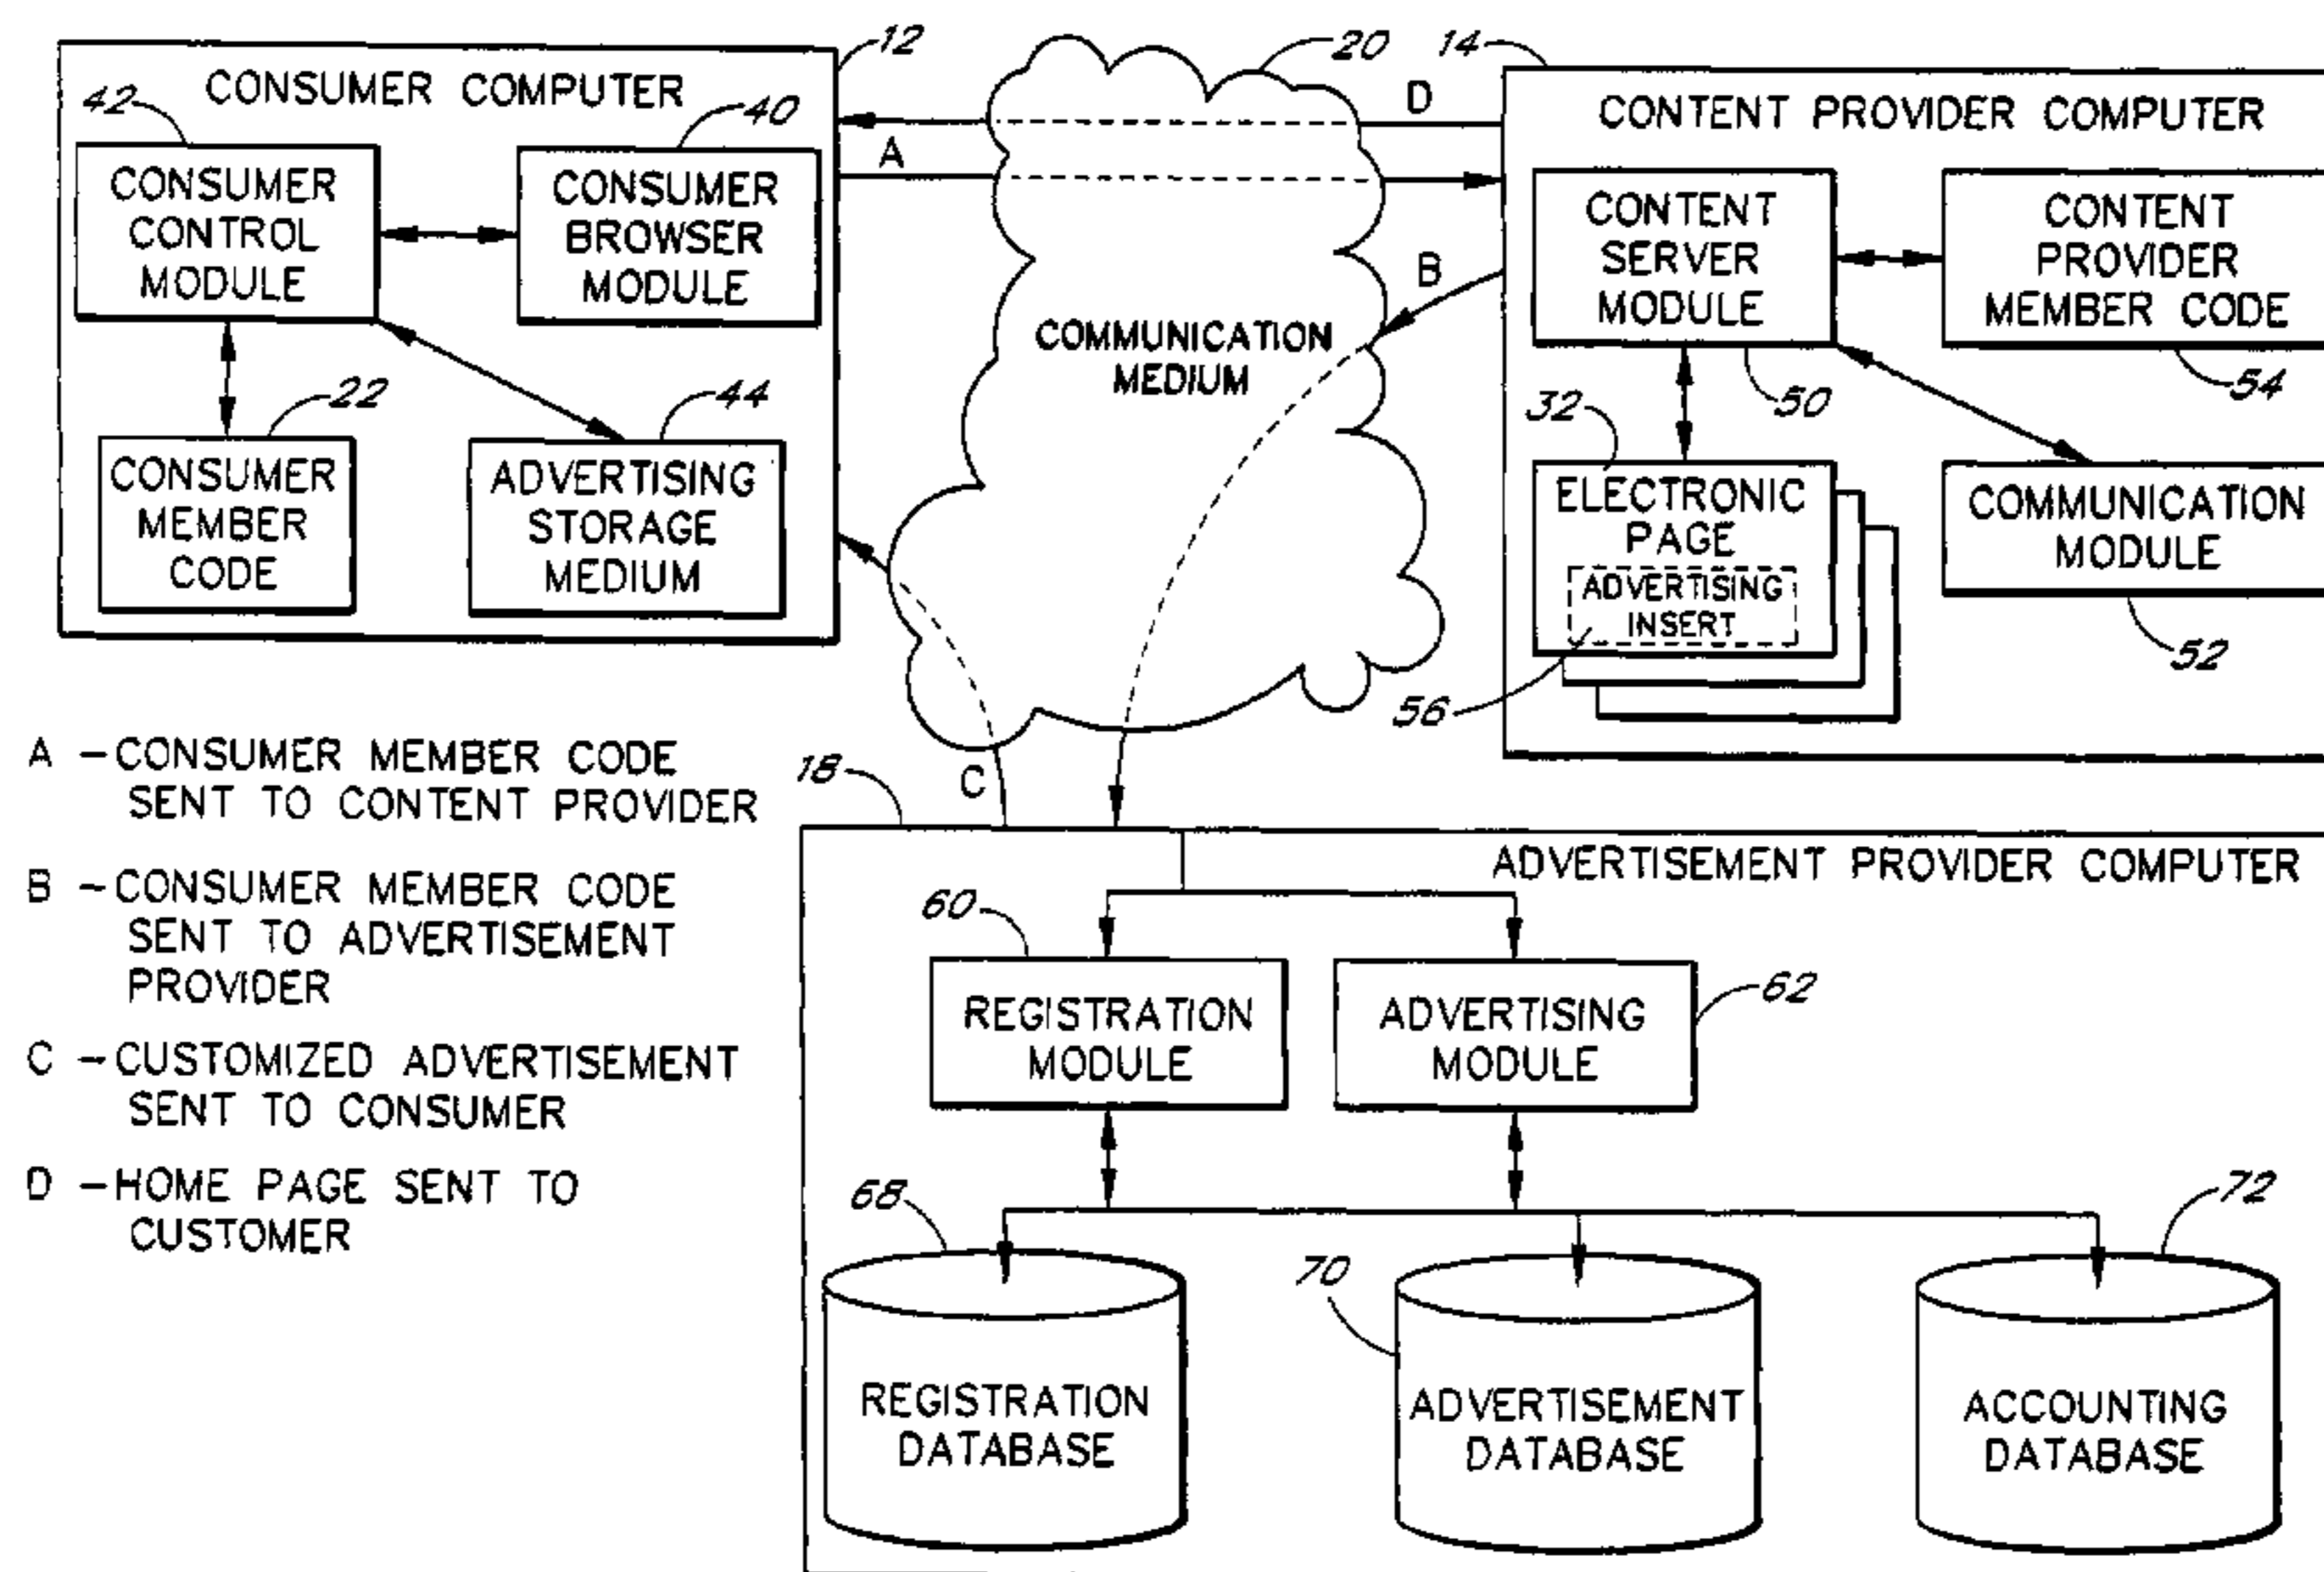 12
20
14
CONSUMER COMPUTER
42
40
D
A
CONTENT PROVIDER COMPUTER
CONSUMER
CONTROL
MODULE
CONSUMER
BROWSER
MODULE
CONTENT
SERVER
MODULE
CONTENT
PROVIDER
MEMBER CODE
B
COMMUNICATION
MEDIUM
22
44
32
50
54
CONSUMER
MEMBER
CODE
ADVERTISING
STORAGE
MEDIUM
ELECTRONIC
PAGE
ADVERTISING
INSERT
COMMUNICATION
MODULE
56
52
A – CONSUMER MEMBER CODE
SENT TO CONTENT PROVIDER
B – CONSUMER MEMBER CODE
SENT TO ADVERTISEMENT
PROVIDER
C – CUSTOMIZED ADVERTISEMENT
SENT TO CONSUMER
D – HOME PAGE SENT TO
CUSTOMER
18
C
ADVERTISEMENT PROVIDER COMPUTER
60
62
REGISTRATION
MODULE
ADVERTISING
MODULE
68
70
72
REGISTRATION
DATABASE
ADVERTISEMENT
DATABASE
ACCOUNTING
DATABASE